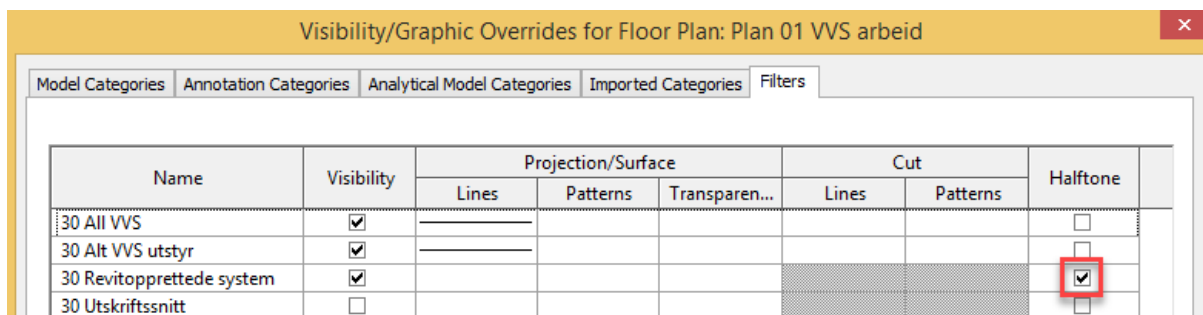 Visibility/Graphic Overrides for Floor Plan: Plan 01 VVS arbeid
Model Categories Annotation Categories Analytical Model Categories Imported Categories Filters
Name Visibility Projection/Surface Cut Halftone
Lines Patterns Transparen... Lines Patterns
30 All VVS
30 Alt VVS utstyr
30 Revitopprettede system
30 Utskriftssnitt